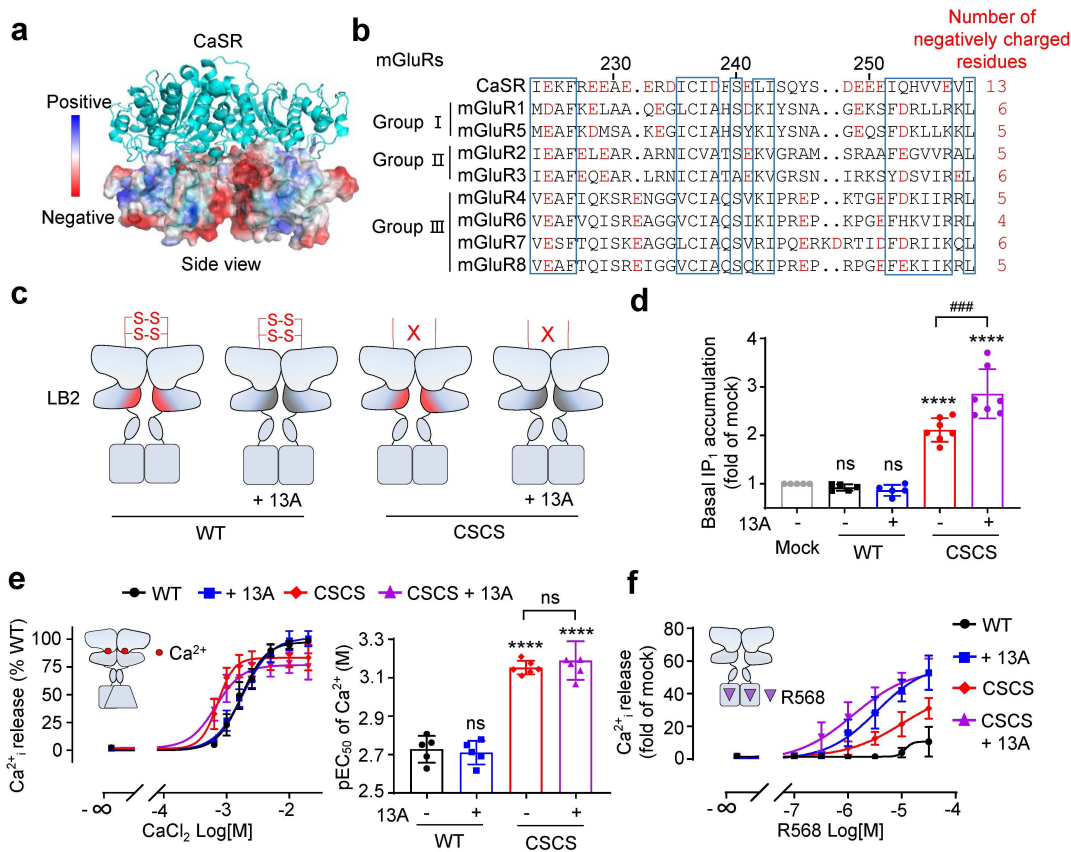 a
CaSR
Positive
Negative
Side view
b
mGluRs
230
240
250
Number of
negatively charged
residues
CaSR IEKFREEAE.ERDICIDFSELISQYS..DEEEIQHVVEVI 13
Group I
mGluR1 MDAFKELAA.QEGLCIAHSDKIYSNA..GEKSFDRLLRKL 6
mGluR5 MEAFKDMSA.KEGICIAHSYKIYSNA..GEQSFDKLLKKL 5
Group II
mGluR2 IEAFELEAR.ARNICVATSEKVGRAM..SRAAFEGVVRAL 5
mGluR3 IEAFEQEAR.LRNICIATAEKVGRSN..IRKSYDSVIREL 6
Group III
mGluR4 VEAFIQKSRENGGVCIAQSVKIPREP..KTGEFDKIIRRL 5
mGluR6 VEAFVQISREAGGVCIAQSIKIPREP..KPGEFHKVIRRL 4
mGluR7 VESFTQISKEAGGLCIAQSVRIPQERKDRTIDFDRIIKQL 6
mGluR8 VEAFTQISREIGGVCIAQSQKIPREP..RPGEFEKIIKRL 5
c
S-S
S-S
S-S
S-S
X
X
LB2
+ 13A
+ 13A
WT
CSCS
d
Basal IP1 accumulation
(fold of mock)
4
3
2
1
ns
ns
****
****
###
13A - + - +
Mock
WT
CSCS
e
WT
+ 13A
CSCS
CSCS + 13A
Ca2+i release (% WT)
100
75
50
25
0
Ca2+
-∞
-4
-3
-2
CaCl2 Log[M]
pEC50 of Ca2+ (M)
3.3
3.1
2.9
2.7
2.5
ns
****
****
ns
13A - + - +
WT
CSCS
f
Ca2+i release
(fold of mock)
80
60
40
20
0
R568
WT
+ 13A
CSCS
CSCS
+ 13A
-∞
-7
-6
-5
-4
R568 Log[M]